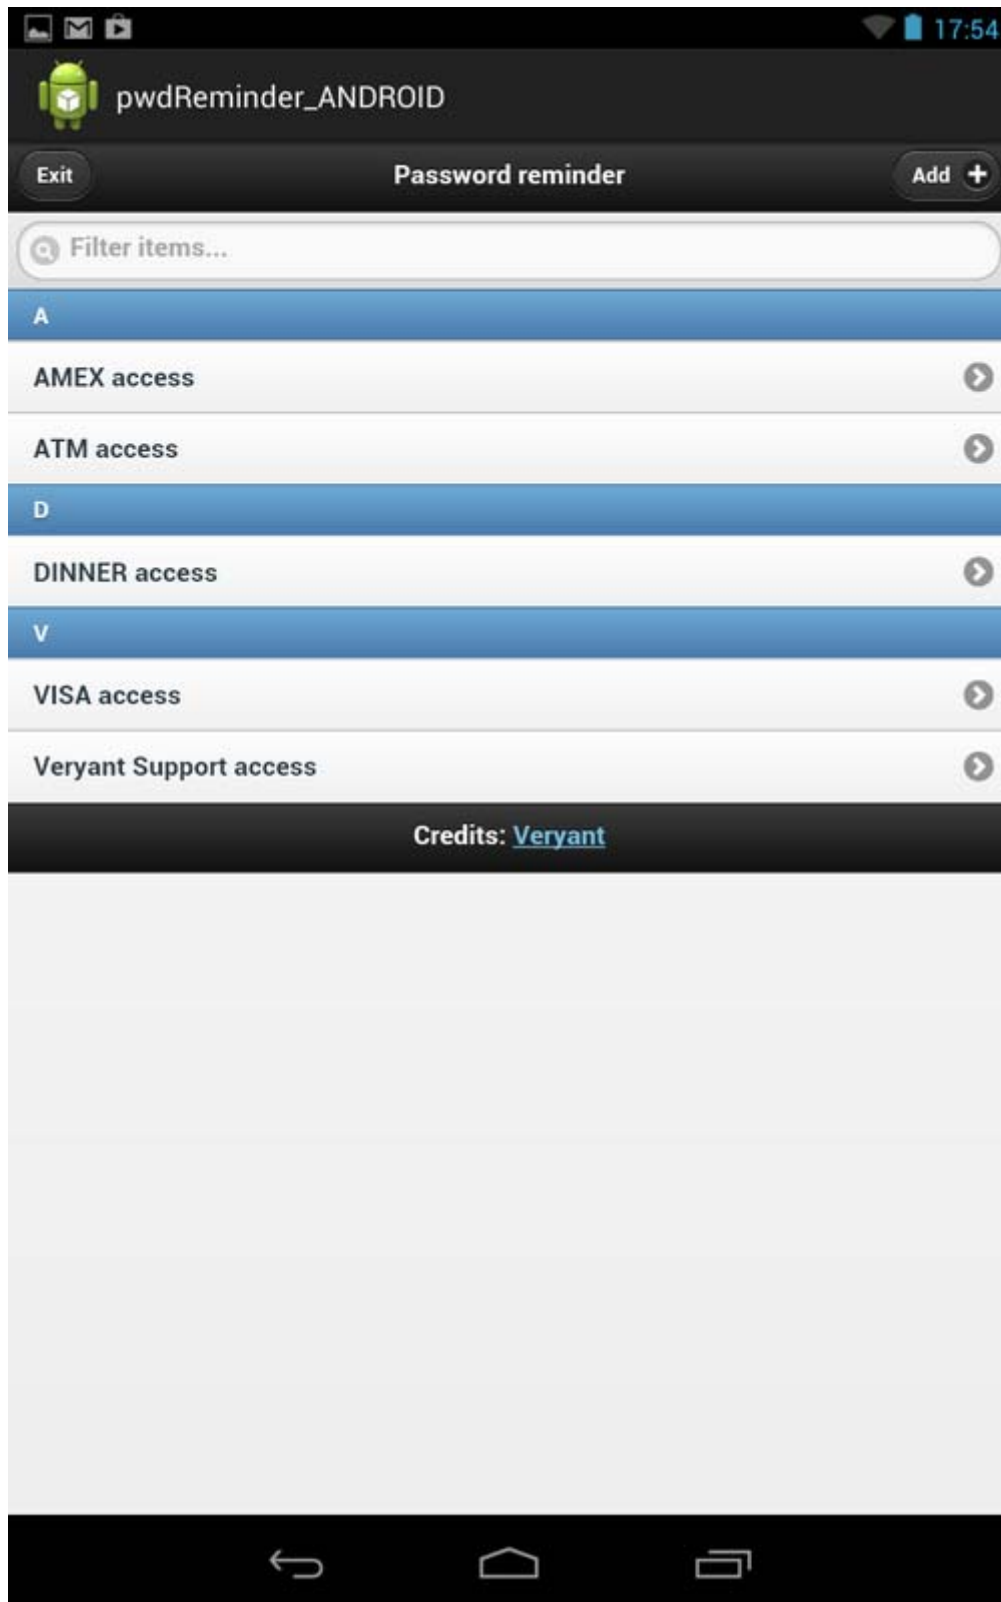 17:54
pwdReminder_ANDROID
Exit Password reminder Add
Filter items...
A
AMEX access
ATM access
D
DINNER access
V
VISA access
Veryant Support access
Credits: Veryant